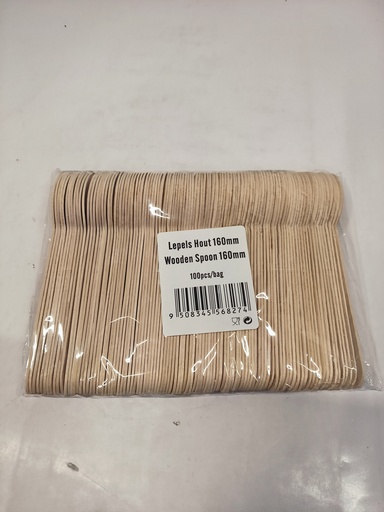 Lepels Hout 160mm
Wooden Spoon 160mm
100pcs/bag
9 508345 568274